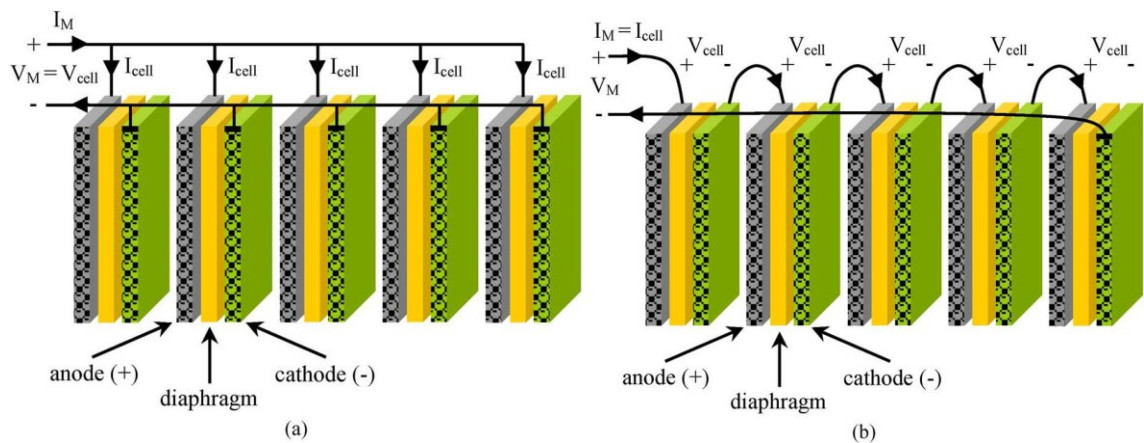 + I_M
V_M = V_cell
-
I_cell I_cell I_cell I_cell I_cell
anode (+)
diaphragm
cathode (-)
(a)
I_M = I_cell
+
V_M
-
V_cell V_cell V_cell V_cell V_cell
+ - + - + - + - + -
anode (+)
diaphragm
cathode (-)
(b)